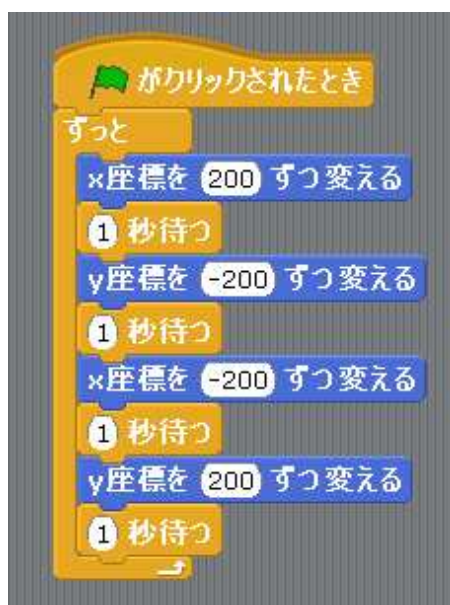 がクリックされたとき
ずっと
x座標を 200 ずつ変える
1 秒待つ
y座標を -200 ずつ変える
1 秒待つ
x座標を -200 ずつ変える
1 秒待つ
y座標を 200 ずつ変える
1 秒待つ